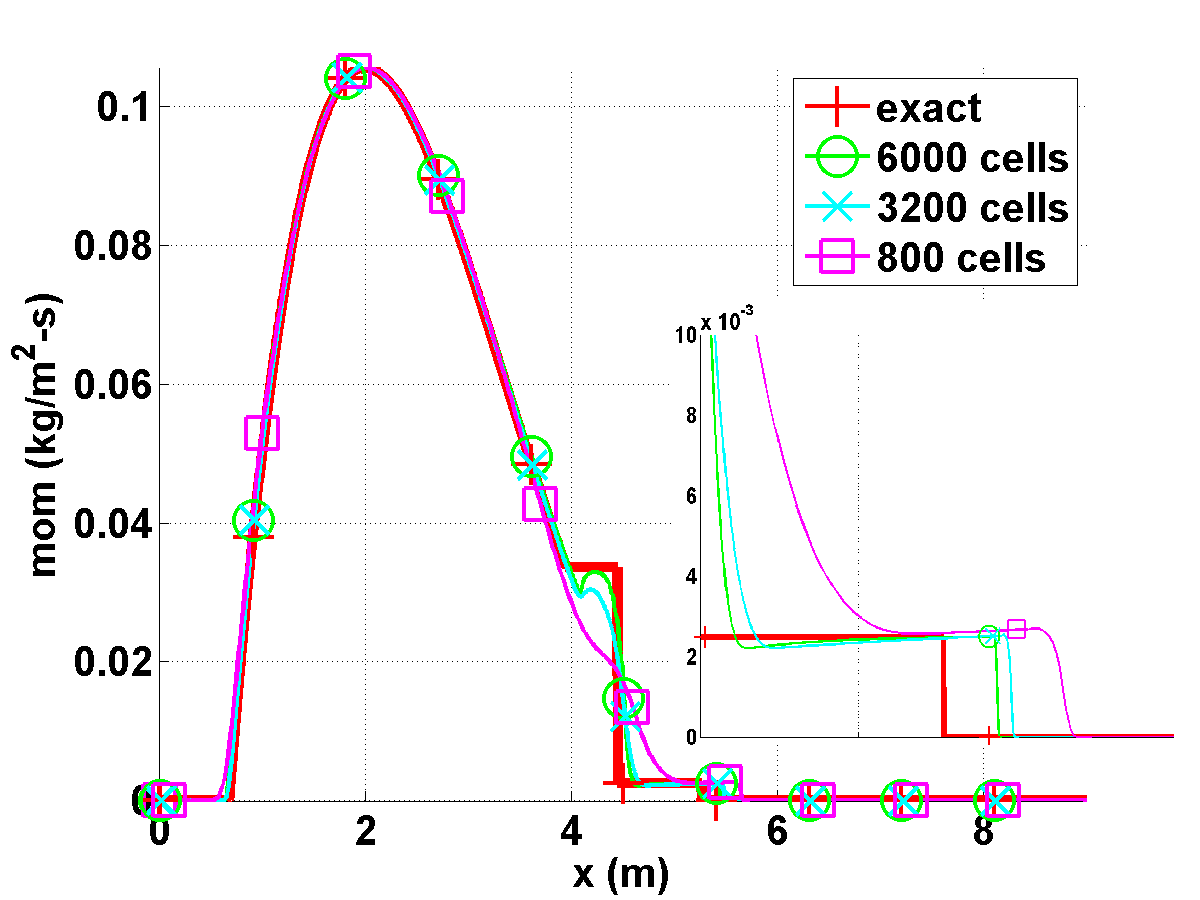 0.1
0.08
0.06
0.04
0.02
0
mom (kg/m²-s)
exact
6000 cells
3200 cells
800 cells
10 x 10⁻³
8
6
4
2
0
0 2 4 6 8
x (m)